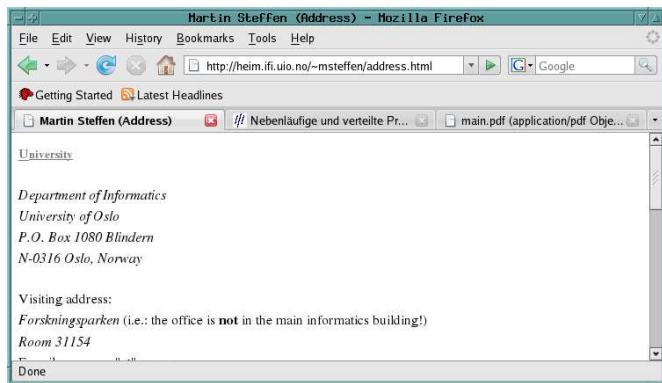 Martin Steffen (Address) - Mozilla Firefox
File Edit View History Bookmarks Tools Help
http://heim.ifi.uio.no/~msteffen/address.html G Google
Getting Started Latest Headlines
Martin Steffen (Address) Nebenläufige und verteilte Pr... main.pdf (application/pdf Obje...
University
Department of Informatics
University of Oslo
P.O. Box 1080 Blindern
N-0316 Oslo, Norway
Visiting address:
Forskningsparken (i.e.: the office is not in the main informatics building!)
Room 31154
Done